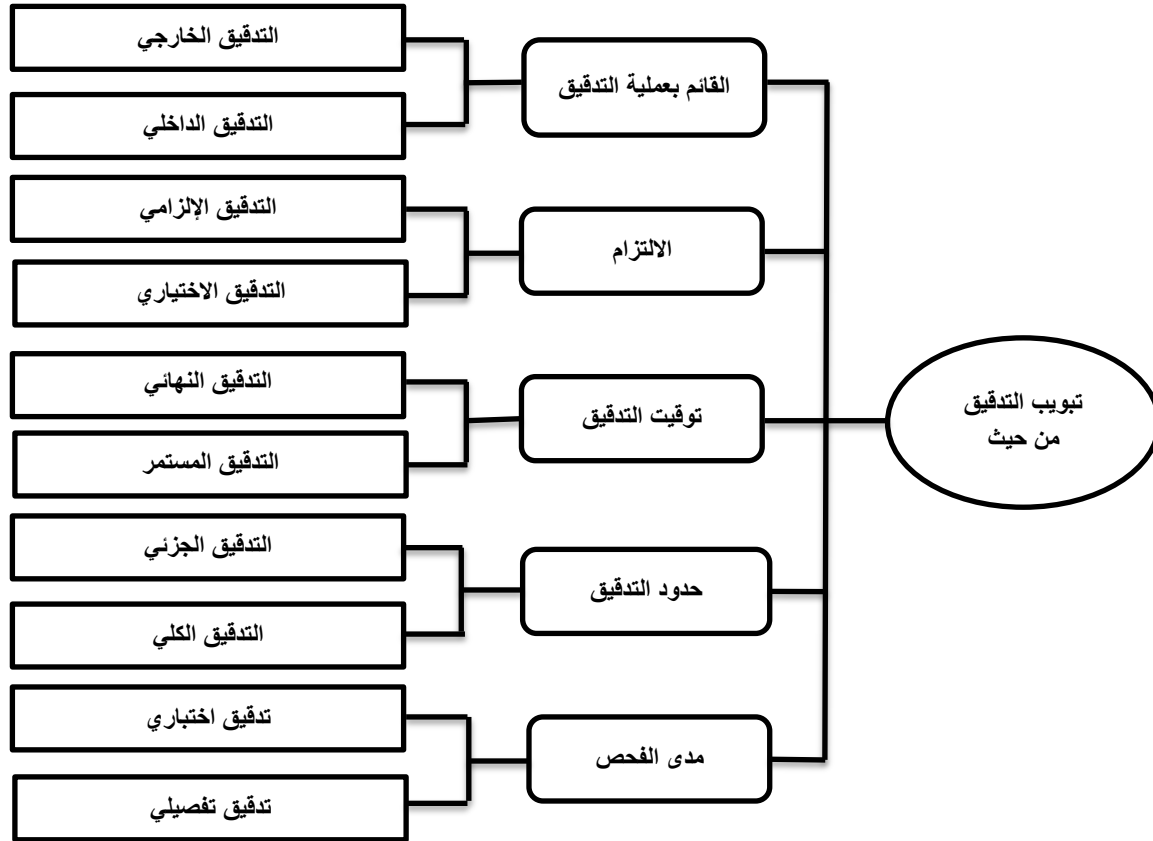 تبويب التدقيق
من حيث
القائم بعملية التدقيق
التدقيق الخارجي
التدقيق الداخلي
الالتزام
التدقيق الإلزامي
التدقيق الاختياري
توقيت التدقيق
التدقيق النهائي
التدقيق المستمر
حدود التدقيق
التدقيق الجزئي
التدقيق الكلي
مدى الفحص
تدقيق اختباري
تدقيق تفصيلي